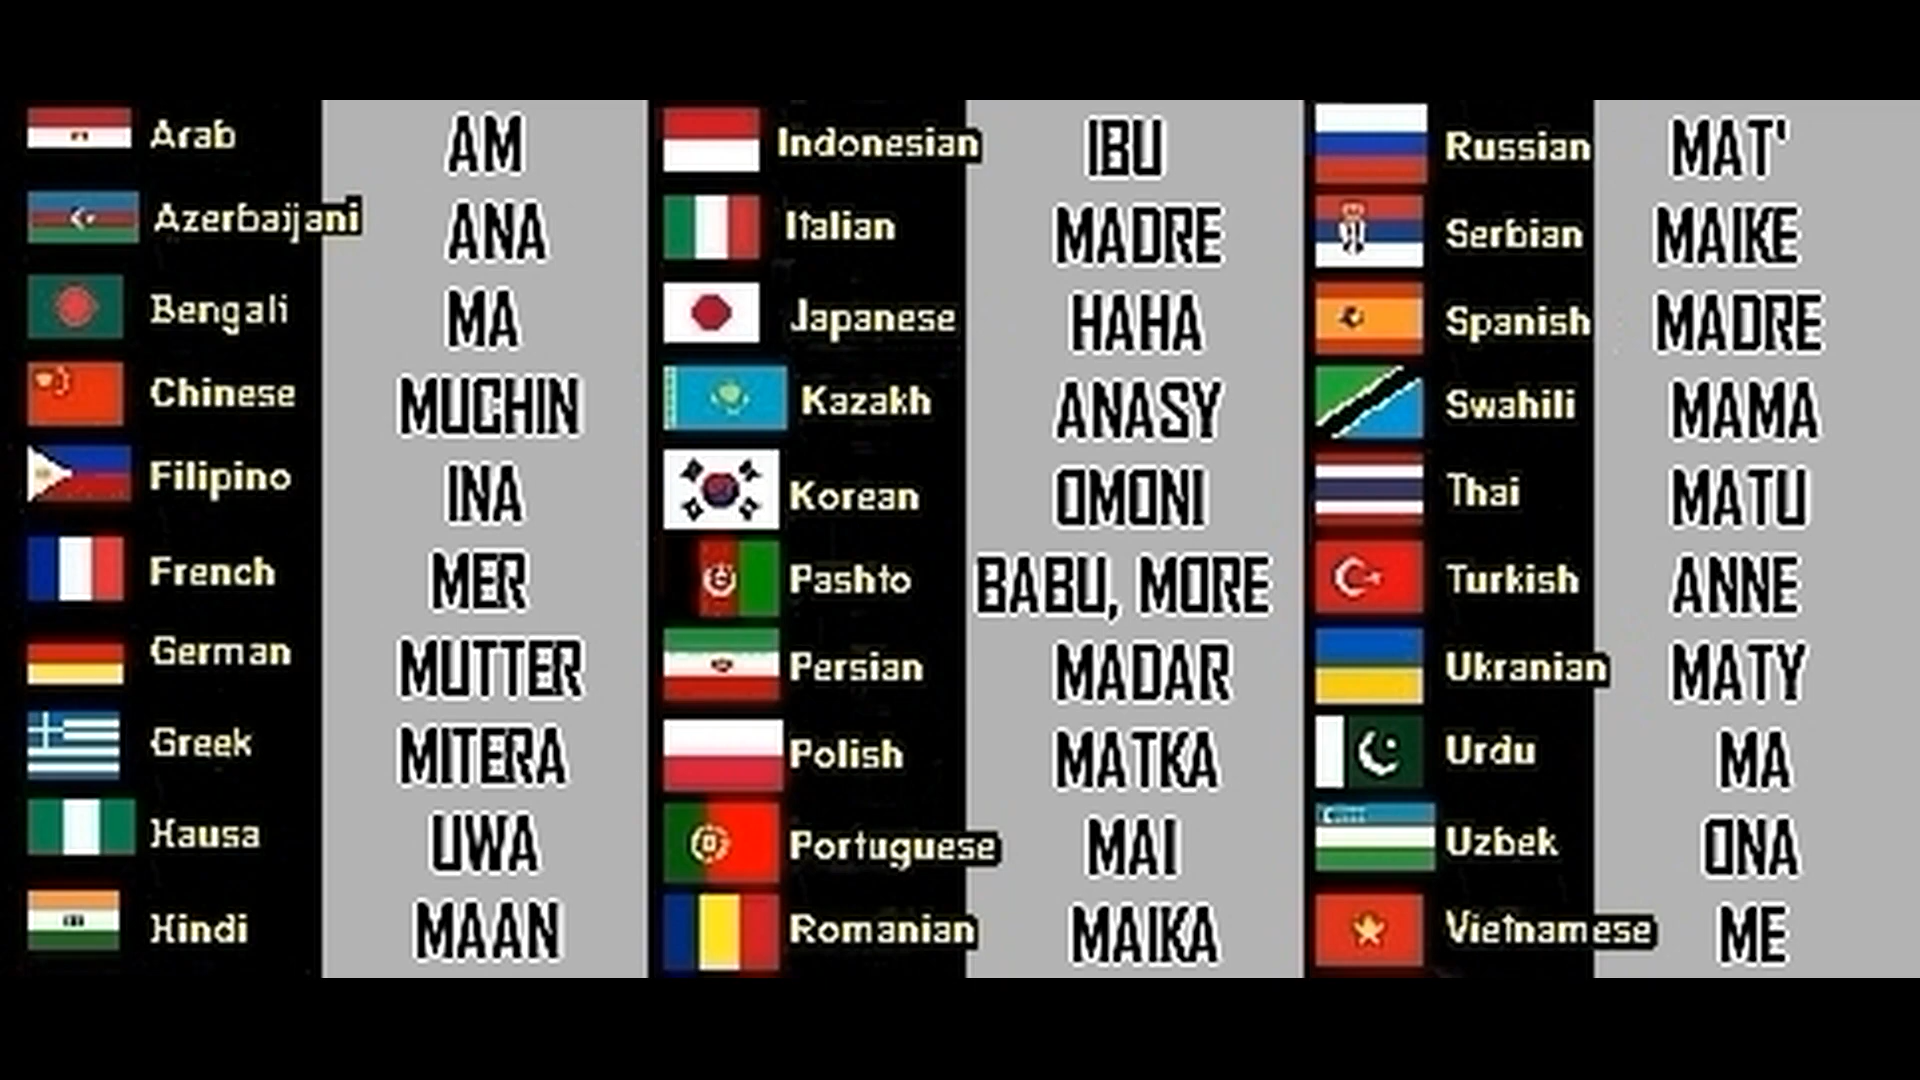 Arab AM
Azerbaijani ANA
Bengali MA
Chinese MUCHIN
Filipino INA
French MER
German MUTTER
Greek MITERA
Hausa UWA
Hindi MAAN
Indonesian IBU
Italian MADRE
Japanese HAHA
Kazakh ANASY
Korean OMONI
Pashto BABU, MORE
Persian MADAR
Polish MATKA
Portuguese MAI
Romanian MAIKA
Russian MAT'
Serbian MAIKE
Spanish MADRE
Swahili MAMA
Thai MATU
Turkish ANNE
Ukranian MATY
Urdu MA
Uzbek ONA
Vietnamese ME